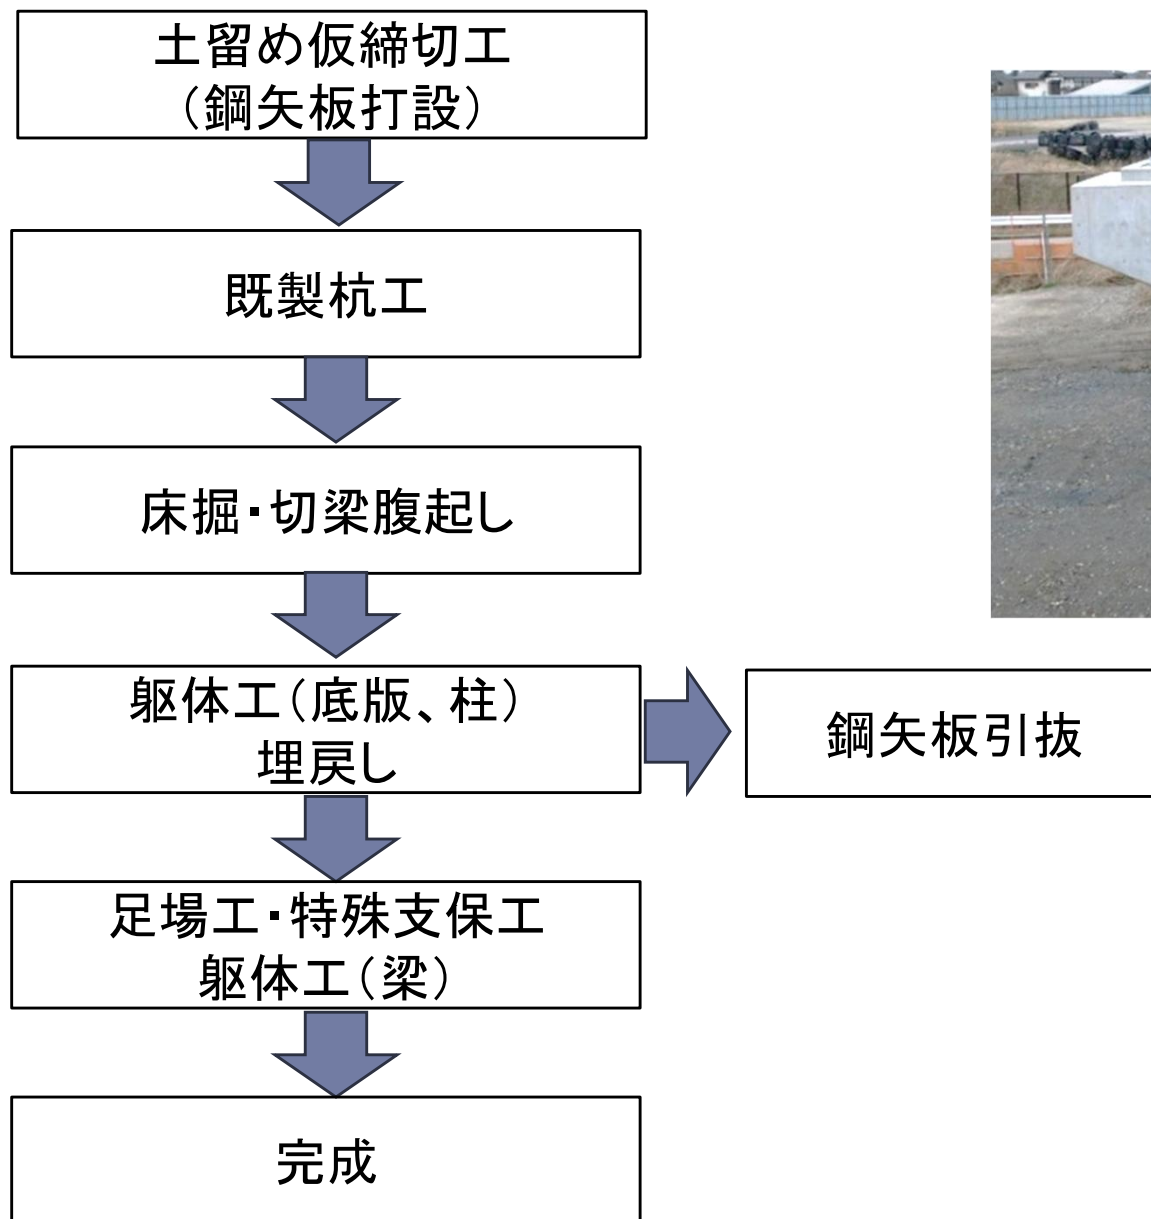 土留め仮締切工
（鋼矢板打設）
既製杭工
床掘・切梁腹起し
躯体工（底版、柱）
埋戻し
鋼矢板引抜
足場工・特殊支保工
躯体工（梁）
完成